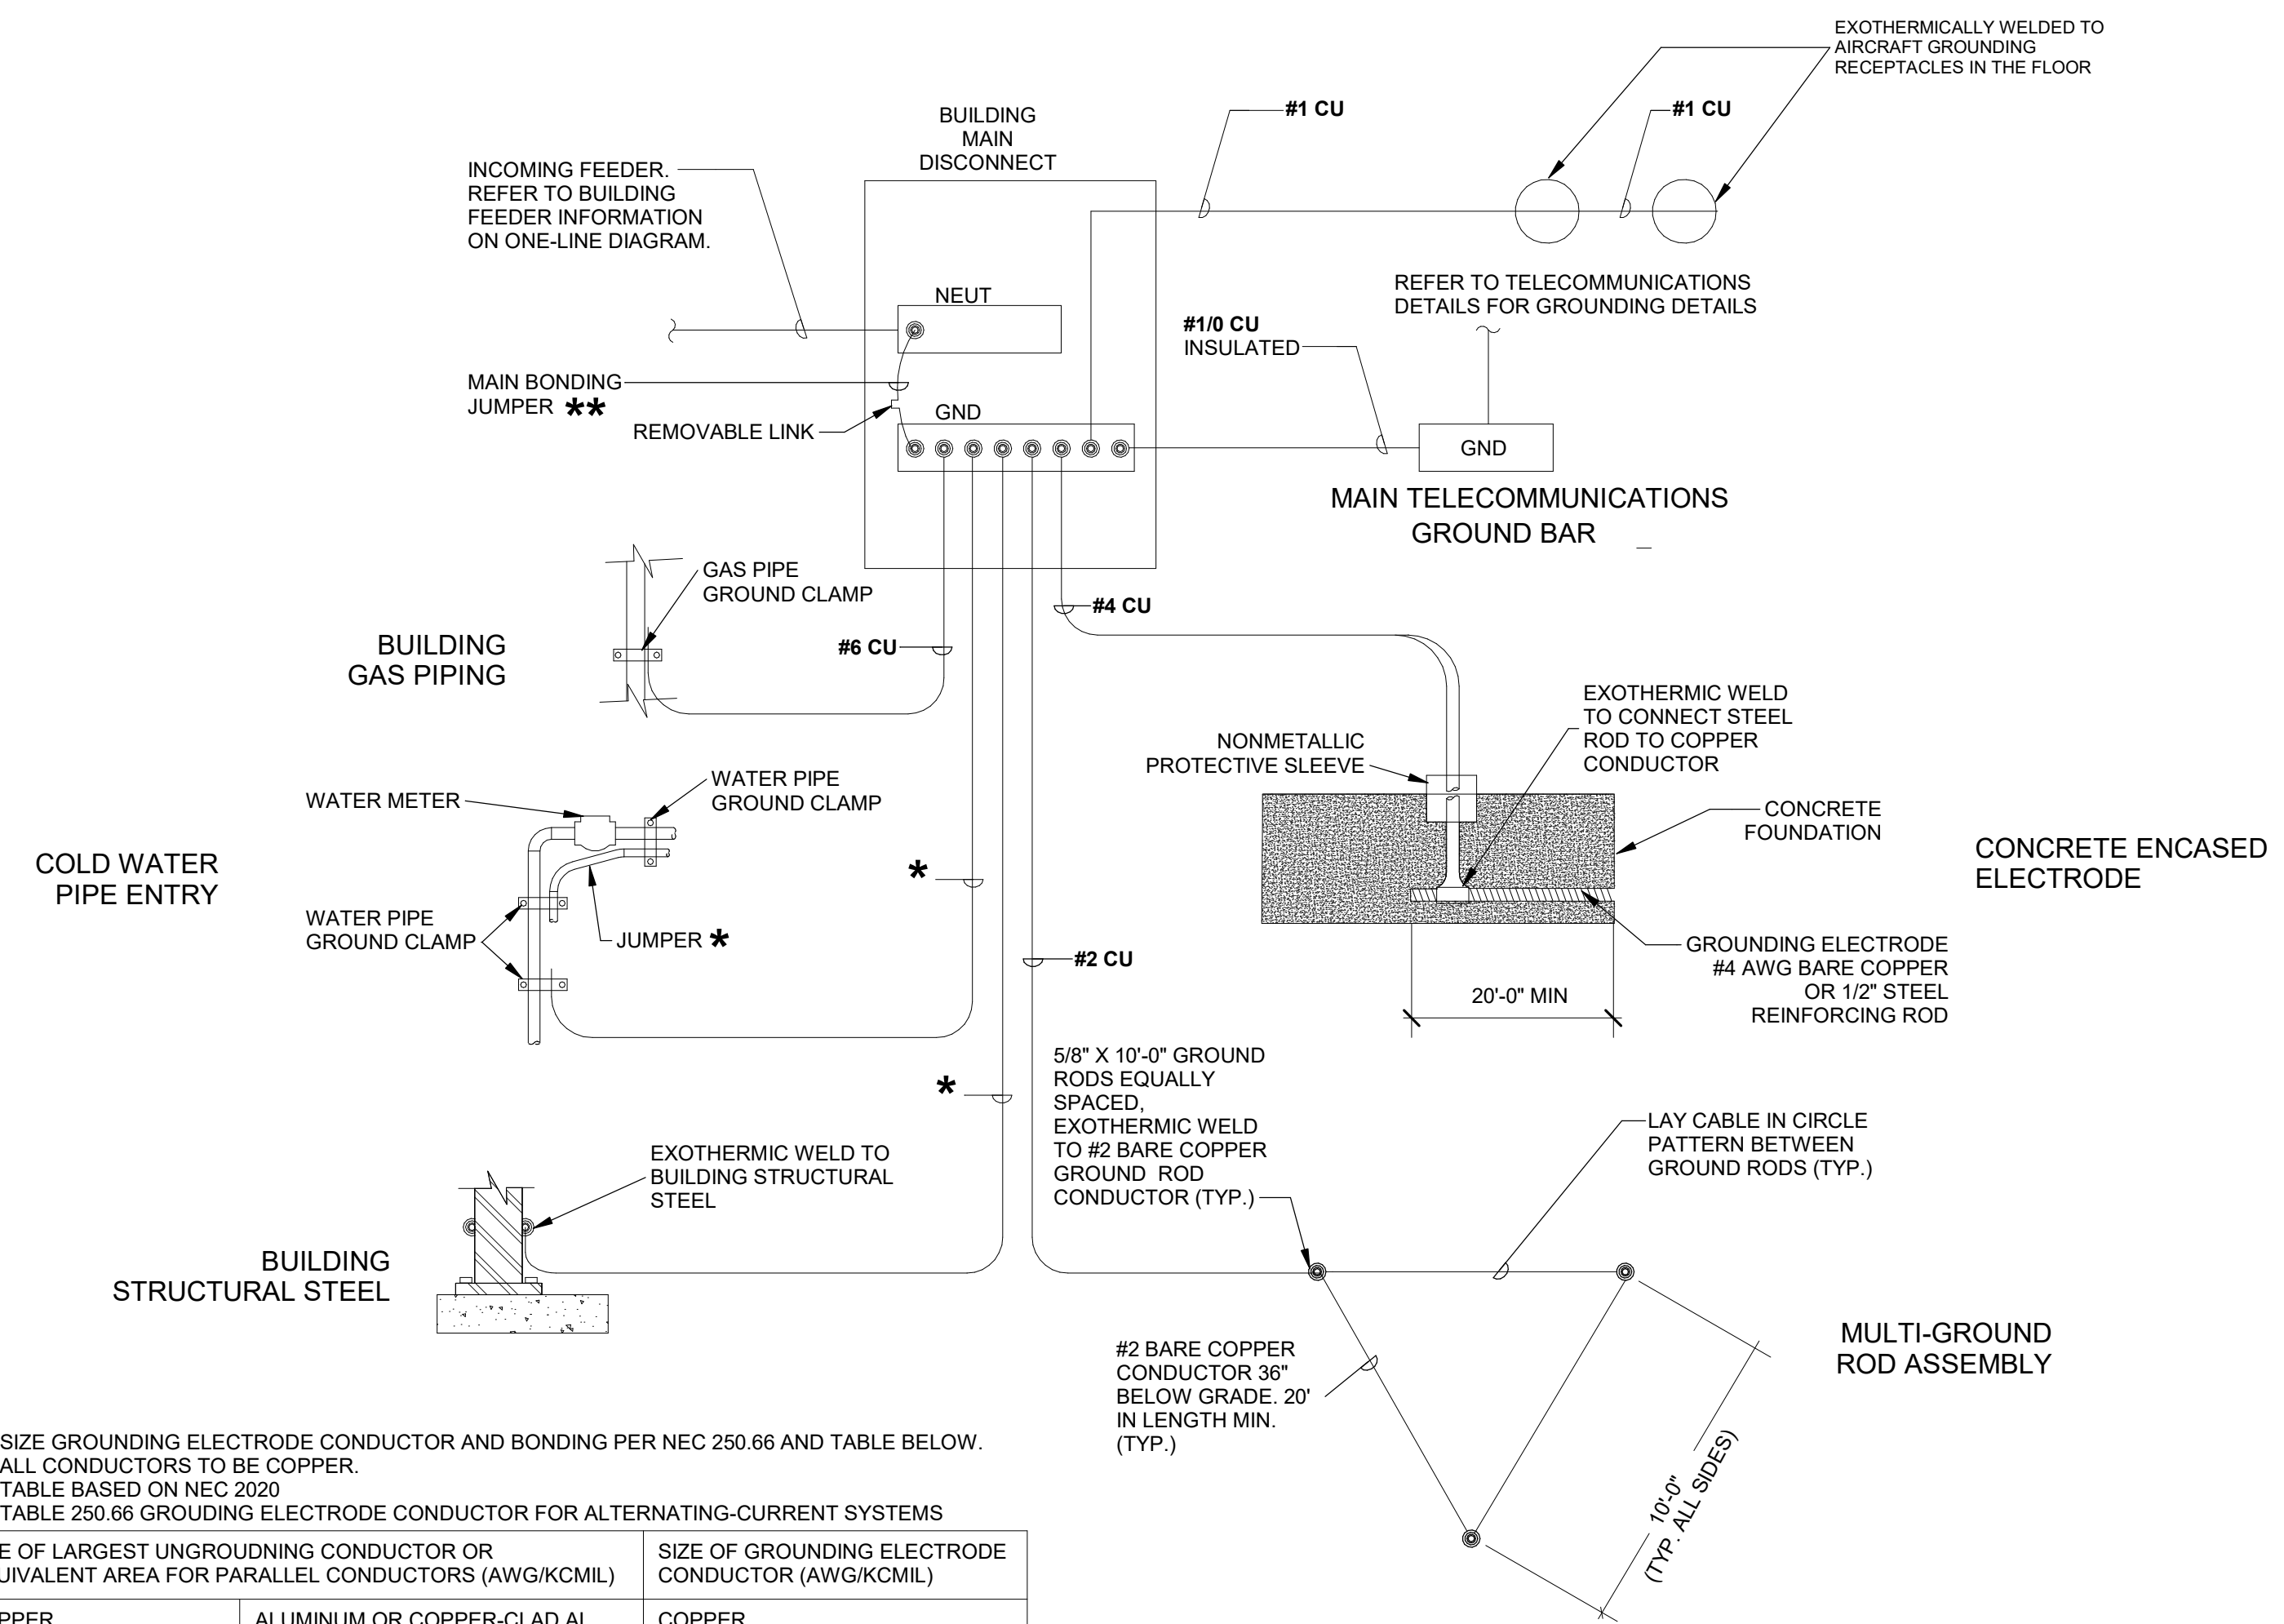 EXOTHERMICALLY WELDED TO
AIRCRAFT GROUNDING
RECEPTACLES IN THE FLOOR
#1 CU
#1 CU
BUILDING
MAIN
DISCONNECT
INCOMING FEEDER.
REFER TO BUILDING
FEEDER INFORMATION
ON ONE-LINE DIAGRAM.
NEUT
REFER TO TELECOMMUNICATIONS
DETAILS FOR GROUNDING DETAILS
#1/0 CU
INSULATED
MAIN BONDING
JUMPER **
REMOVABLE LINK
GND
GND
MAIN TELECOMMUNICATIONS
GROUND BAR
GAS PIPE
GROUND CLAMP
#4 CU
BUILDING
GAS PIPING
#6 CU
EXOTHERMIC WELD
TO CONNECT STEEL
ROD TO COPPER
CONDUCTOR
NONMETALLIC
PROTECTIVE SLEEVE
WATER METER
WATER PIPE
GROUND CLAMP
CONCRETE
FOUNDATION
COLD WATER
PIPE ENTRY
*
CONCRETE ENCASED
ELECTRODE
WATER PIPE
GROUND CLAMP
JUMPER *
#2 CU
GROUNDING ELECTRODE
#4 AWG BARE COPPER
OR 1/2" STEEL
REINFORCING ROD
20'-0" MIN
*
5/8" X 10'-0" GROUND
RODS EQUALLY
SPACED,
EXOTHERMIC WELD
TO #2 BARE COPPER
GROUND ROD
CONDUCTOR (TYP.)
LAY CABLE IN CIRCLE
PATTERN BETWEEN
GROUND RODS (TYP.)
EXOTHERMIC WELD TO
BUILDING STRUCTURAL
STEEL
BUILDING
STRUCTURAL STEEL
MULTI-GROUND
ROD ASSEMBLY
#2 BARE COPPER
CONDUCTOR 36"
BELOW GRADE. 20'
IN LENGTH MIN.
(TYP.)
10'-0"
(TYP. ALL SIDES)
SIZE GROUNDING ELECTRODE CONDUCTOR AND BONDING PER NEC 250.66 AND TABLE BELOW.
ALL CONDUCTORS TO BE COPPER.
TABLE BASED ON NEC 2020
TABLE 250.66 GROUDING ELECTRODE CONDUCTOR FOR ALTERNATING-CURRENT SYSTEMS
OF LARGEST UNGROUDNING CONDUCTOR OR
AREA FOR PARALLEL CONDUCTORS (AWG/KCMIL)
SIZE OF GROUNDING ELECTRODE
CONDUCTOR (AWG/KCMIL)
ALUMINUM OR COPPER-CLAD AL
COPPER